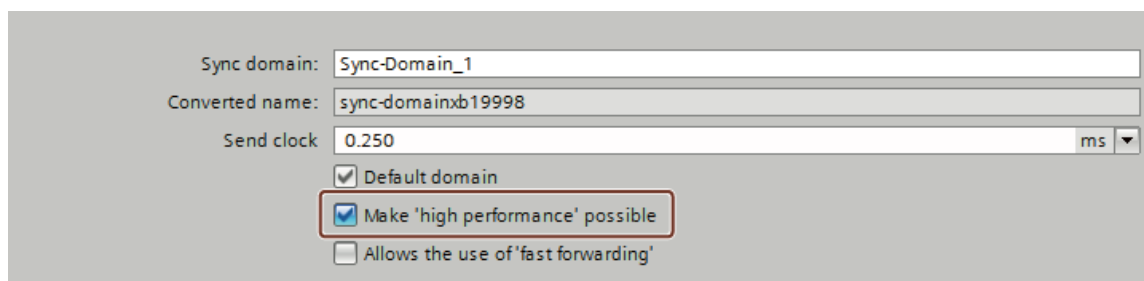 Sync domain: Sync-Domain_1
Converted name: sync-domainxb19998
Send clock 0.250 ms
Default domain
Make 'high performance' possible
Allows the use of 'fast forwarding'